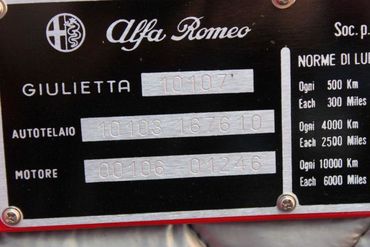 Alfa Romeo
Soc. p.
GIULIETTA 10107
AUTOTELAIO 10103 167610
MOTORE 00106 01246
NORME DI LU
Ogni 500 Km
Each 300 Miles
Ogni 4000 Km
Each 2500 Miles
Ogni 10000 Km
Each 6000 Miles